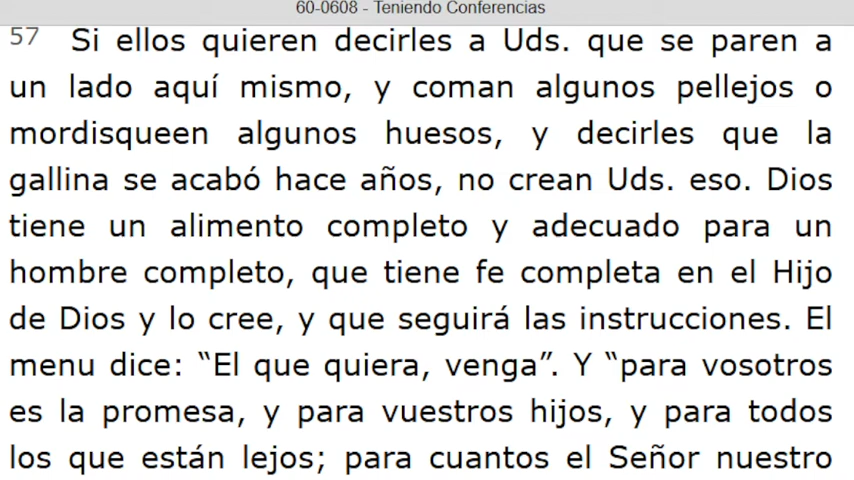 60-0608 - Teniendo Conferencias
57 Si ellos quieren decirles a Uds. que se paren a
un lado aquí mismo, y coman algunos pellejos o
mordisqueen algunos huesos, y decirles que la
gallina se acabó hace años, no crean Uds. eso. Dios
tiene un alimento completo y adecuado para un
hombre completo, que tiene fe completa en el Hijo
de Dios y lo cree, y que seguirá las instrucciones. El
menu dice: “El que quiera, venga”. Y “para vosotros
es la promesa, y para vuestros hijos, y para todos
los que están lejos; para cuantos el Señor nuestro